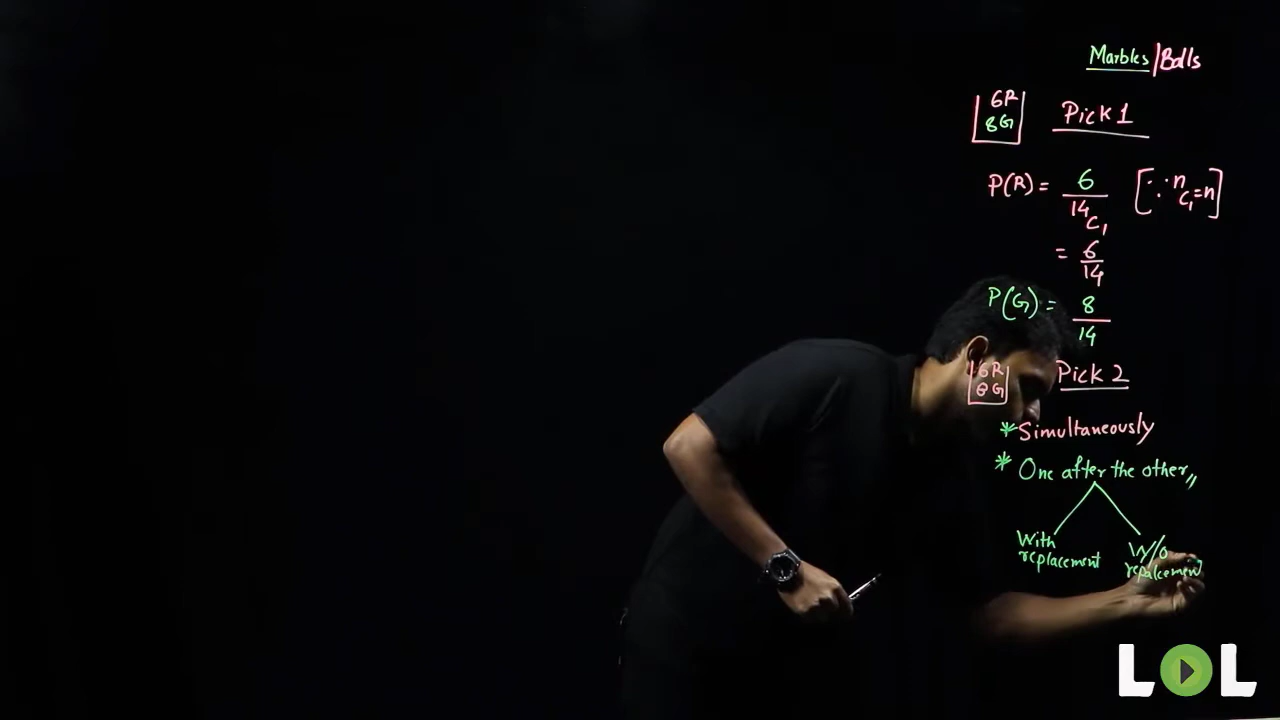 Marbles/Balls
6R
8G
Pick 1
P(R) = 6/14C1 [∵ nC1=n]
= 6/14
P(G) = 8/14
6R
8G
Pick 2
* Simultaneously
* One after the other,,
With
replacement
W/o
repalcement
LOL